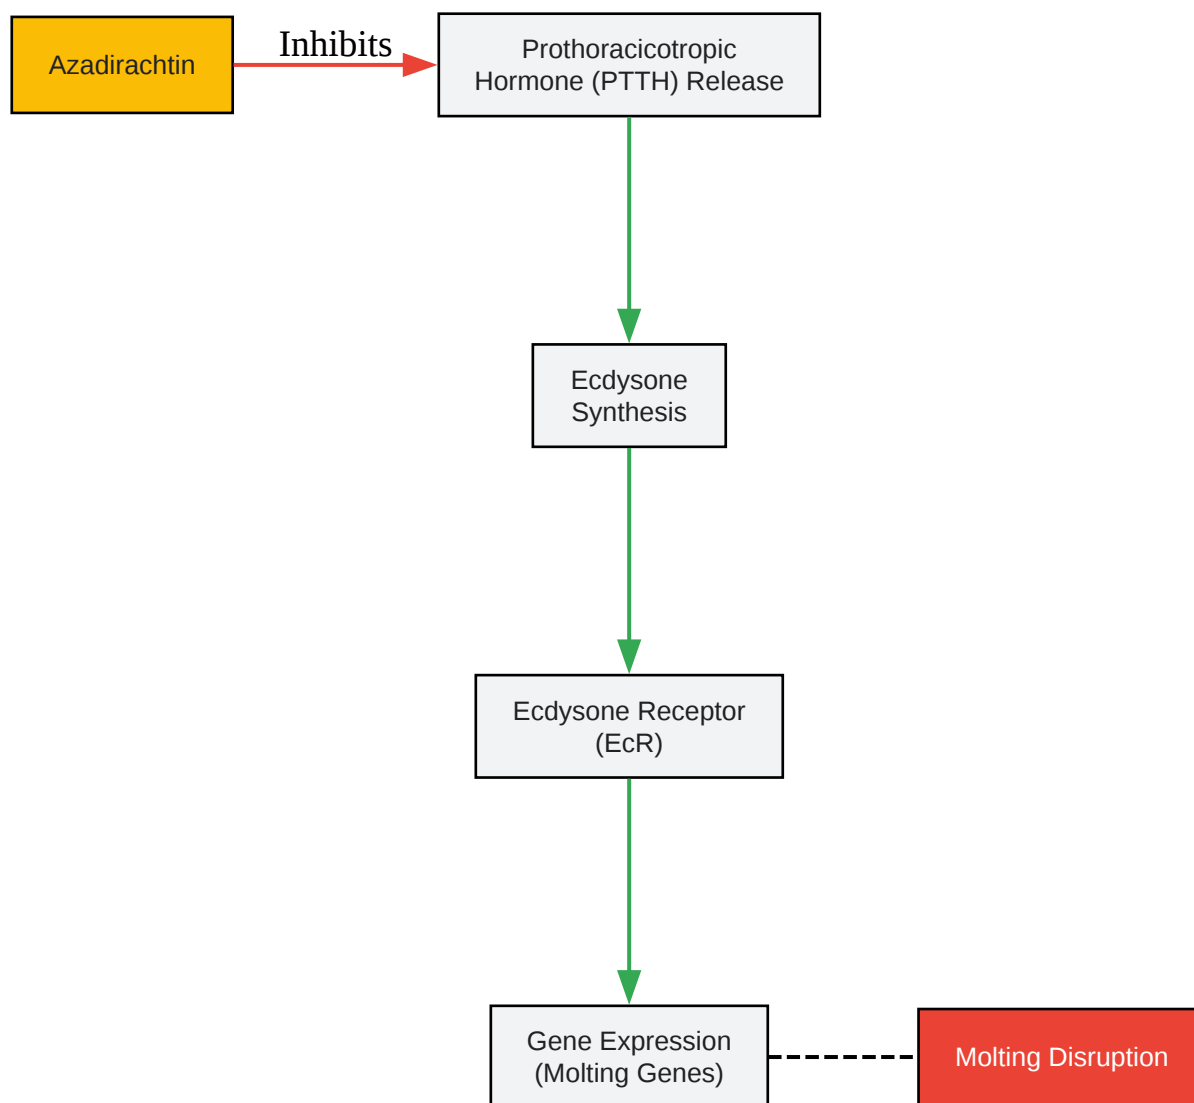 Azadirachtin
Inhibits
Prothoracicotropic
Hormone (PTTH) Release
Ecdysone
Synthesis
Ecdysone Receptor
(EcR)
Gene Expression
(Molting Genes)
Molting Disruption